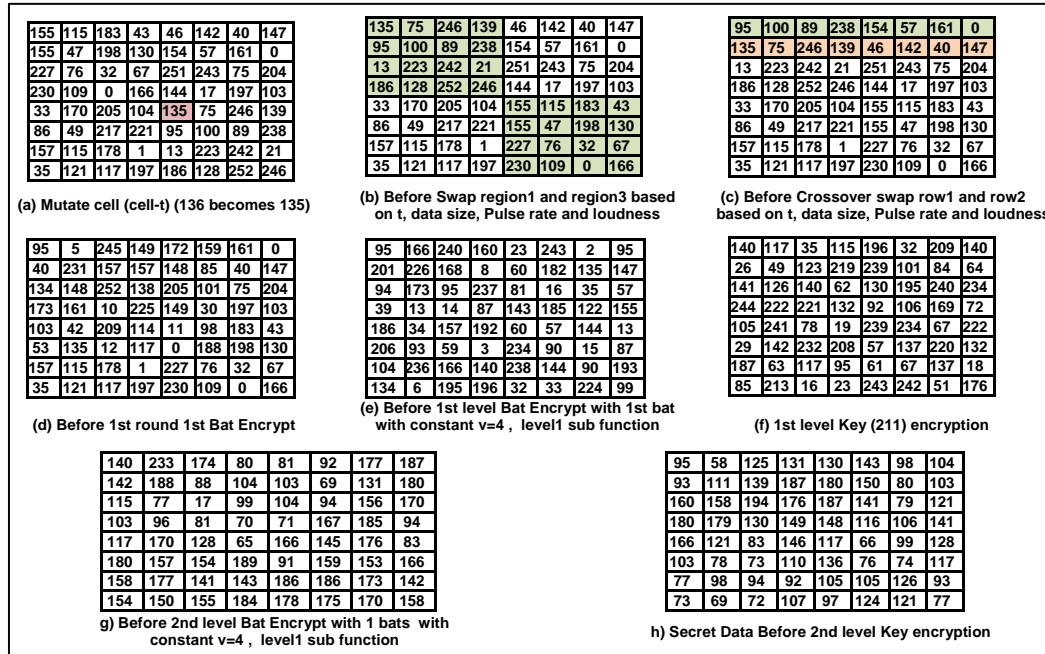 155 115 183 43 46 142 40 147
155 47 198 130 154 57 161 0
227 76 32 67 251 243 75 204
230 109 0 166 144 17 197 103
33 170 205 104 135 75 246 139
86 49 217 221 95 100 89 238
157 115 178 1 13 223 242 21
35 121 117 197 186 128 252 246
(a) Mutate cell (cell-t) (136 becomes 135)
135 75 246 139 46 142 40 147
95 100 89 238 154 57 161 0
13 223 242 21 251 243 75 204
186 128 252 246 144 17 197 103
33 170 205 104 155 115 183 43
86 49 217 221 155 47 198 130
157 115 178 1 227 76 32 67
35 121 117 197 230 109 0 166
(b) Before Swap region1 and region3 based
on t, data size, Pulse rate and loudness
95 100 89 238 154 57 161 0
135 75 246 139 46 142 40 147
13 223 242 21 251 243 75 204
186 128 252 246 144 17 197 103
33 170 205 104 155 115 183 43
86 49 217 221 155 47 198 130
157 115 178 1 227 76 32 67
35 121 117 197 230 109 0 166
(c) Before Crossover swap row1 and row2
based on t, data size, Pulse rate and loudness
95 5 245 149 172 159 161 0
40 231 157 157 148 85 40 147
134 148 252 138 205 101 75 204
173 161 10 225 149 30 197 103
103 42 209 114 11 98 183 43
53 135 12 117 0 188 198 130
157 115 178 1 227 76 32 67
35 121 117 197 230 109 0 166
(d) Before 1st round 1st Bat Encrypt
95 166 240 160 23 243 2 95
201 226 168 8 60 182 135 147
94 173 95 237 81 16 35 57
39 13 14 87 143 185 122 155
186 34 157 192 60 57 144 13
206 93 59 3 234 90 15 87
104 236 166 140 238 144 90 193
134 6 195 196 32 33 224 99
(e) Before 1st level Bat Encrypt with 1st bat
with constant v=4 , level1 sub function
140 117 35 115 196 32 209 140
26 49 123 219 239 101 84 64
141 126 140 62 130 195 240 234
244 222 221 132 92 106 169 72
105 241 78 19 239 234 67 222
29 142 232 208 57 137 220 132
187 63 117 95 61 67 137 18
85 213 16 23 243 242 51 176
(f) 1st level Key (211) encryption
140 233 174 80 81 92 177 187
142 188 88 104 103 69 131 180
115 77 17 99 104 94 156 170
103 96 81 70 71 167 185 94
117 170 128 65 166 145 176 83
180 157 154 189 91 159 153 166
158 177 141 143 186 186 173 142
154 150 155 184 178 175 170 158
g) Before 2nd level Bat Encrypt with 1 bats with
constant v=4 , level1 sub function
95 58 125 131 130 143 98 104
93 111 139 187 180 150 80 103
160 158 194 176 187 141 79 121
180 179 130 149 148 116 106 141
166 121 83 146 117 66 99 128
103 78 73 110 136 76 74 117
77 98 94 92 105 105 126 93
73 69 72 107 97 124 121 77
h) Secret Data Before 2nd level Key encryption